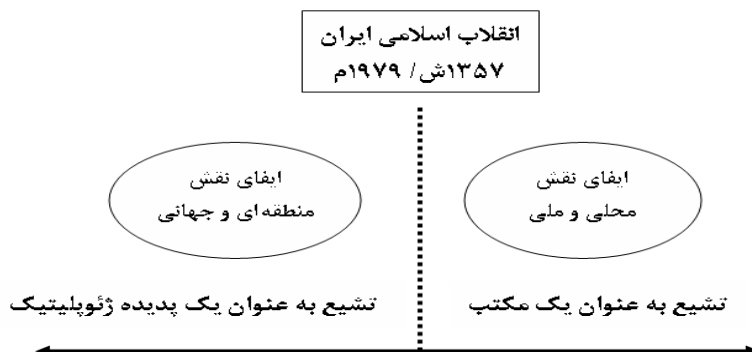 انقلاب اسلامی ایران
۱۳۵۷ش/ ۱۹۷۹م
ایفای نقش
محلی و ملی
ایفای نقش
منطقه ای و جهانی
تشیع به عنوان یک مکتب
تشیع به عنوان یک پدیده ژئوپلیتیک